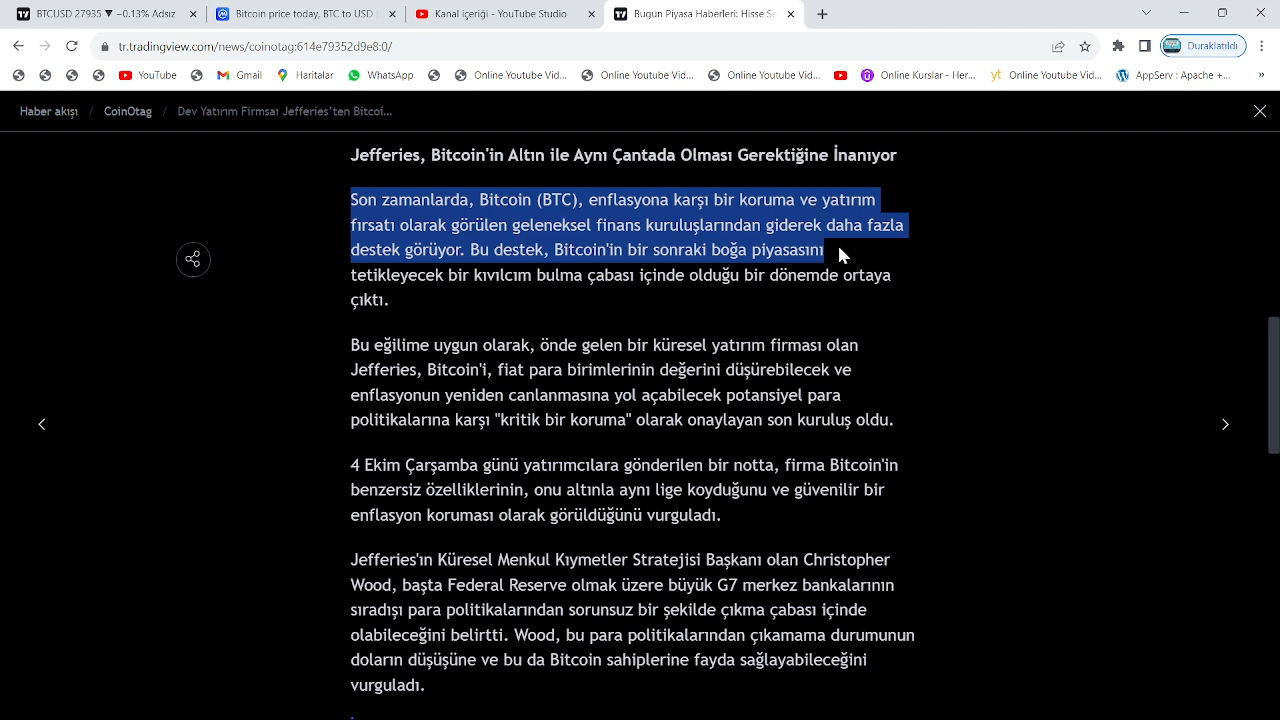 BTCUSD 27935 ▼ −0.13% Adsız
Bitcoin price today, BTC to USD
Kanal içeriği - YouTube Studio
Bugün Piyasa Haberleri: Hisse Se
tr.tradingview.com/news/coinotag:614e79352d9e8:0/
Duraklatıldı
YouTube
Gmail
Haritalar
WhatsApp
Online Youtube Vid...
Online Youtube Vid...
Online Youtube Vid...
Online Kurslar - Her...
Online Youtube Vid...
AppServ : Apache +...
Haber akışı / CoinOtag / Dev Yatırım Firmsaı Jefferies'ten Bitcoi...
Jefferies, Bitcoin'in Altın ile Aynı Çantada Olması Gerektiğine İnanıyor
Son zamanlarda, Bitcoin (BTC), enflasyona karşı bir koruma ve yatırım
fırsatı olarak görülen geleneksel finans kuruluşlarından giderek daha fazla
destek görüyor. Bu destek, Bitcoin'in bir sonraki boğa piyasasını
tetikleyecek bir kıvılcım bulma çabası içinde olduğu bir dönemde ortaya
çıktı.
Bu eğilime uygun olarak, önde gelen bir küresel yatırım firması olan
Jefferies, Bitcoin'i, fiat para birimlerinin değerini düşürebilecek ve
enflasyonun yeniden canlanmasına yol açabilecek potansiyel para
politikalarına karşı "kritik bir koruma" olarak onaylayan son kuruluş oldu.
4 Ekim Çarşamba günü yatırımcılara gönderilen bir notta, firma Bitcoin'in
benzersiz özelliklerinin, onu altınla aynı lige koyduğunu ve güvenilir bir
enflasyon koruması olarak görüldüğünü vurguladı.
Jefferies'ın Küresel Menkul Kıymetler Stratejisi Başkanı olan Christopher
Wood, başta Federal Reserve olmak üzere büyük G7 merkez bankalarının
sıradışı para politikalarından sorunsuz bir şekilde çıkma çabası içinde
olabileceğini belirtti. Wood, bu para politikalarından çıkamama durumunun
doların düşüşüne ve bu da Bitcoin sahiplerine fayda sağlayabileceğini
vurguladı.